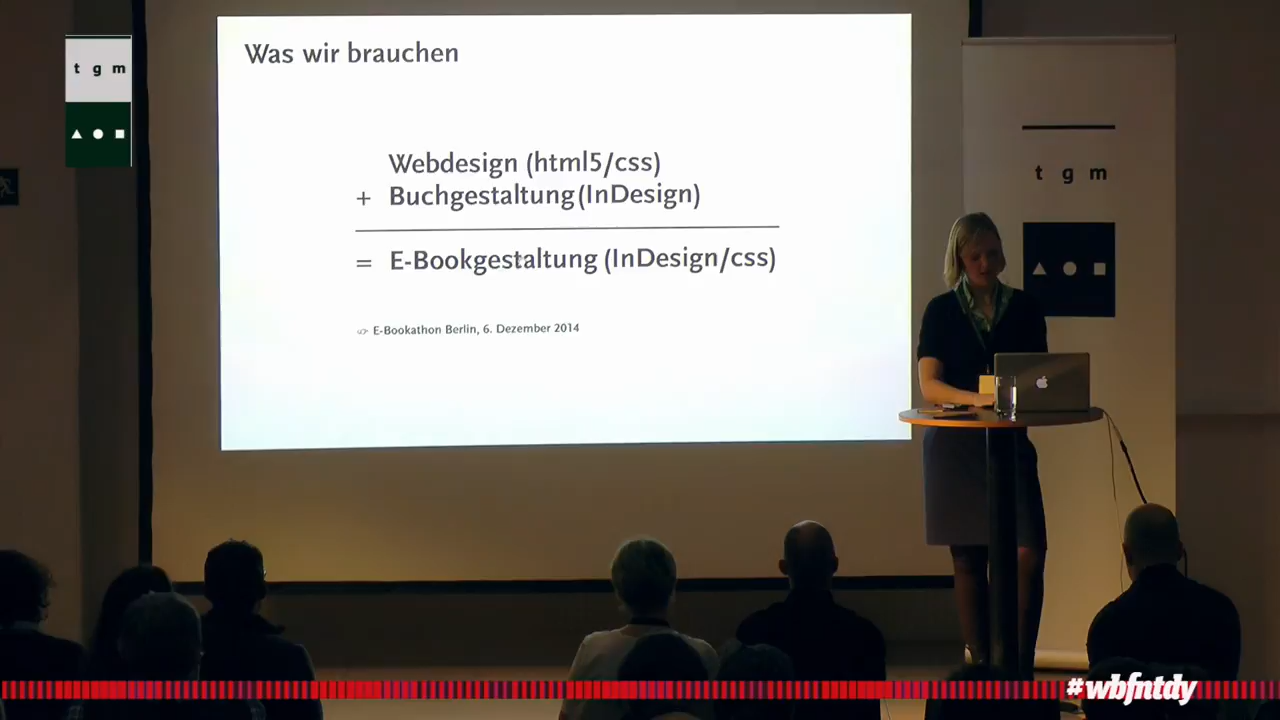 Was wir brauchen
t g m
Webdesign (html5/css)
+ Buchgestaltung (InDesign)
= E-Bookgestaltung (InDesign/css)
E-Bookathon Berlin, 6. Dezember 2014
t g m
#wbfntdy